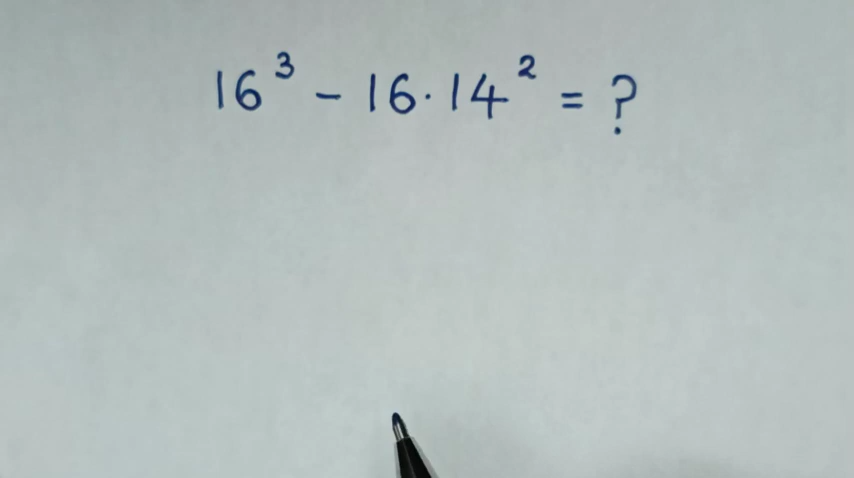 16³ - 16·14² = ?